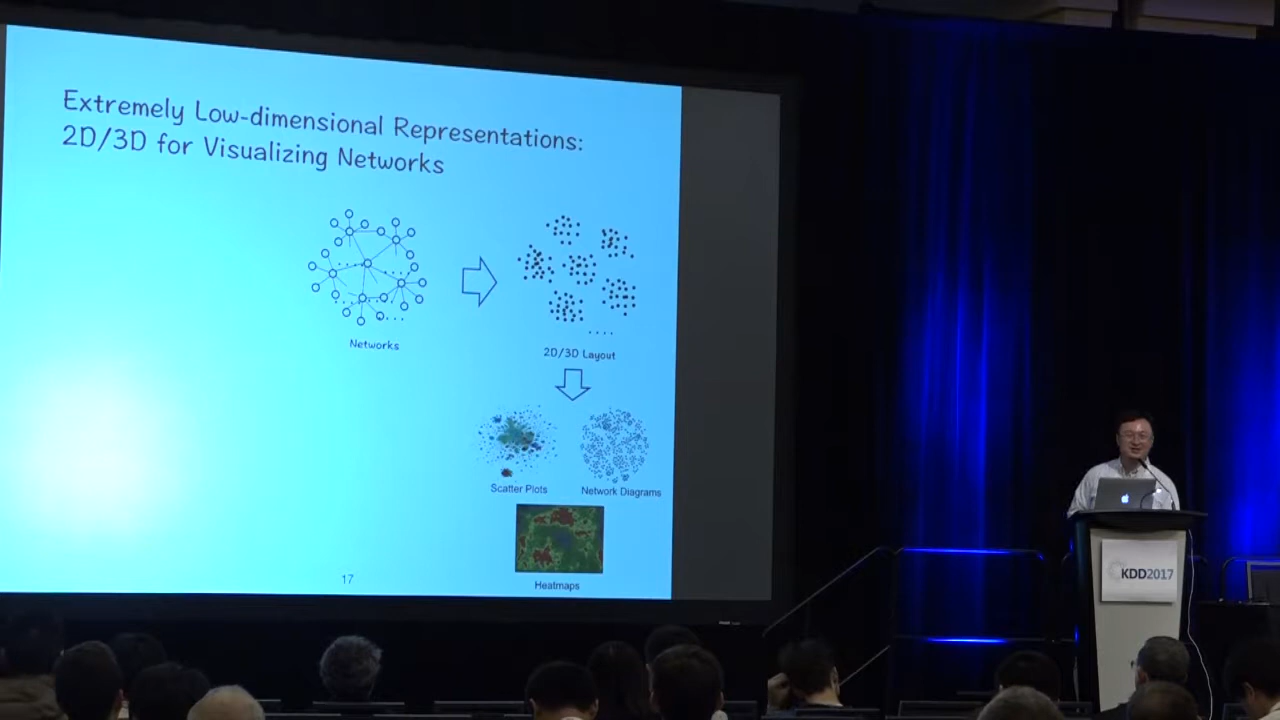 Extremely Low-dimensional Representations:
2D/3D for Visualizing Networks
Networks
2D/3D Layout
Scatter Plots
Network Diagrams
Heatmaps
17
KDD2017